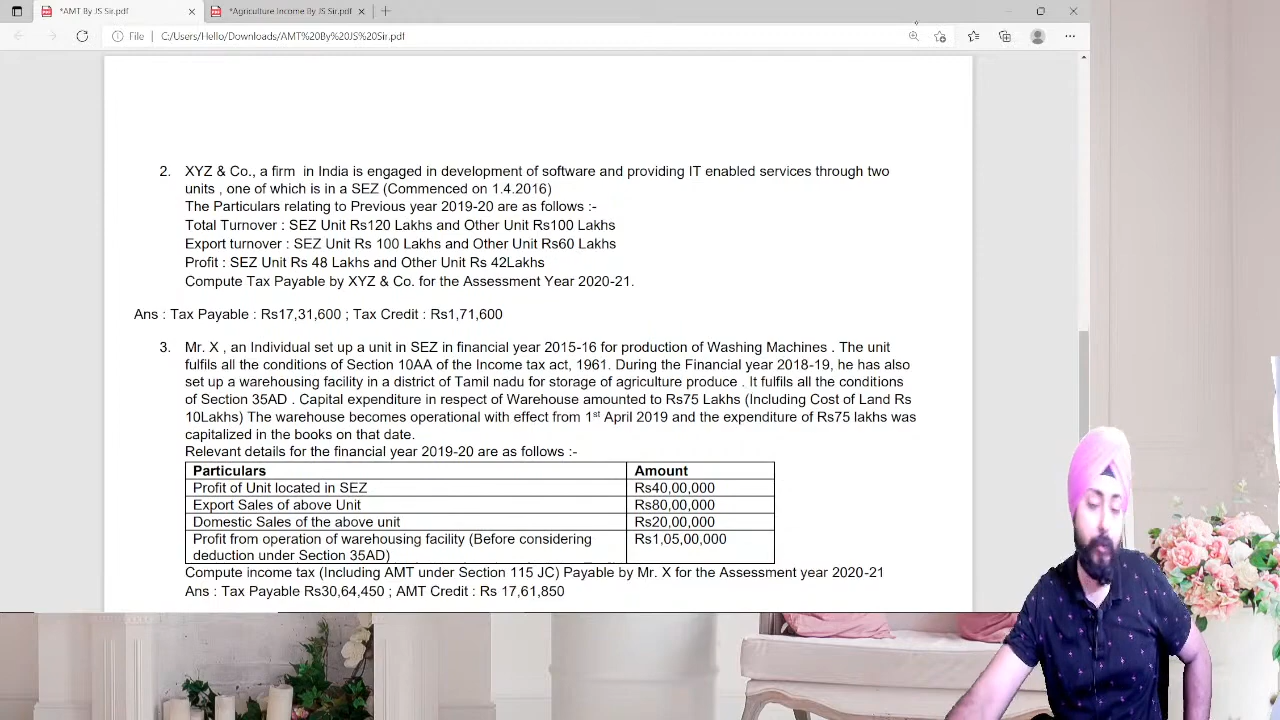 *AMT By JS Sir.pdf
*Agriculture Income By JS Sir.pdf
File
C:/Users/Hello/Downloads/AMT%20By%20JS%20Sir.pdf
2. XYZ & Co., a firm in India is engaged in development of software and providing IT enabled services through two
units , one of which is in a SEZ (Commenced on 1.4.2016)
The Particulars relating to Previous year 2019-20 are as follows :-
Total Turnover : SEZ Unit Rs120 Lakhs and Other Unit Rs100 Lakhs
Export turnover : SEZ Unit Rs 100 Lakhs and Other Unit Rs60 Lakhs
Profit : SEZ Unit Rs 48 Lakhs and Other Unit Rs 42Lakhs
Compute Tax Payable by XYZ & Co. for the Assessment Year 2020-21.
Ans : Tax Payable : Rs17,31,600 ; Tax Credit : Rs1,71,600
3. Mr. X , an Individual set up a unit in SEZ in financial year 2015-16 for production of Washing Machines . The unit
fulfils all the conditions of Section 10AA of the Income tax act, 1961. During the Financial year 2018-19, he has also
set up a warehousing facility in a district of Tamil nadu for storage of agriculture produce . It fulfils all the conditions
of Section 35AD . Capital expenditure in respect of Warehouse amounted to Rs75 Lakhs (Including Cost of Land Rs
10Lakhs) The warehouse becomes operational with effect from 1st April 2019 and the expenditure of Rs75 lakhs was
capitalized in the books on that date.
Relevant details for the financial year 2019-20 are as follows :-
Particulars Amount
Profit of Unit located in SEZ Rs40,00,000
Export Sales of above Unit Rs80,00,000
Domestic Sales of the above unit Rs20,00,000
Profit from operation of warehousing facility (Before considering Rs1,05,00,000
deduction under Section 35AD)
Compute income tax (Including AMT under Section 115 JC) Payable by Mr. X for the Assessment year 2020-21
Ans : Tax Payable Rs30,64,450 ; AMT Credit : Rs 17,61,850